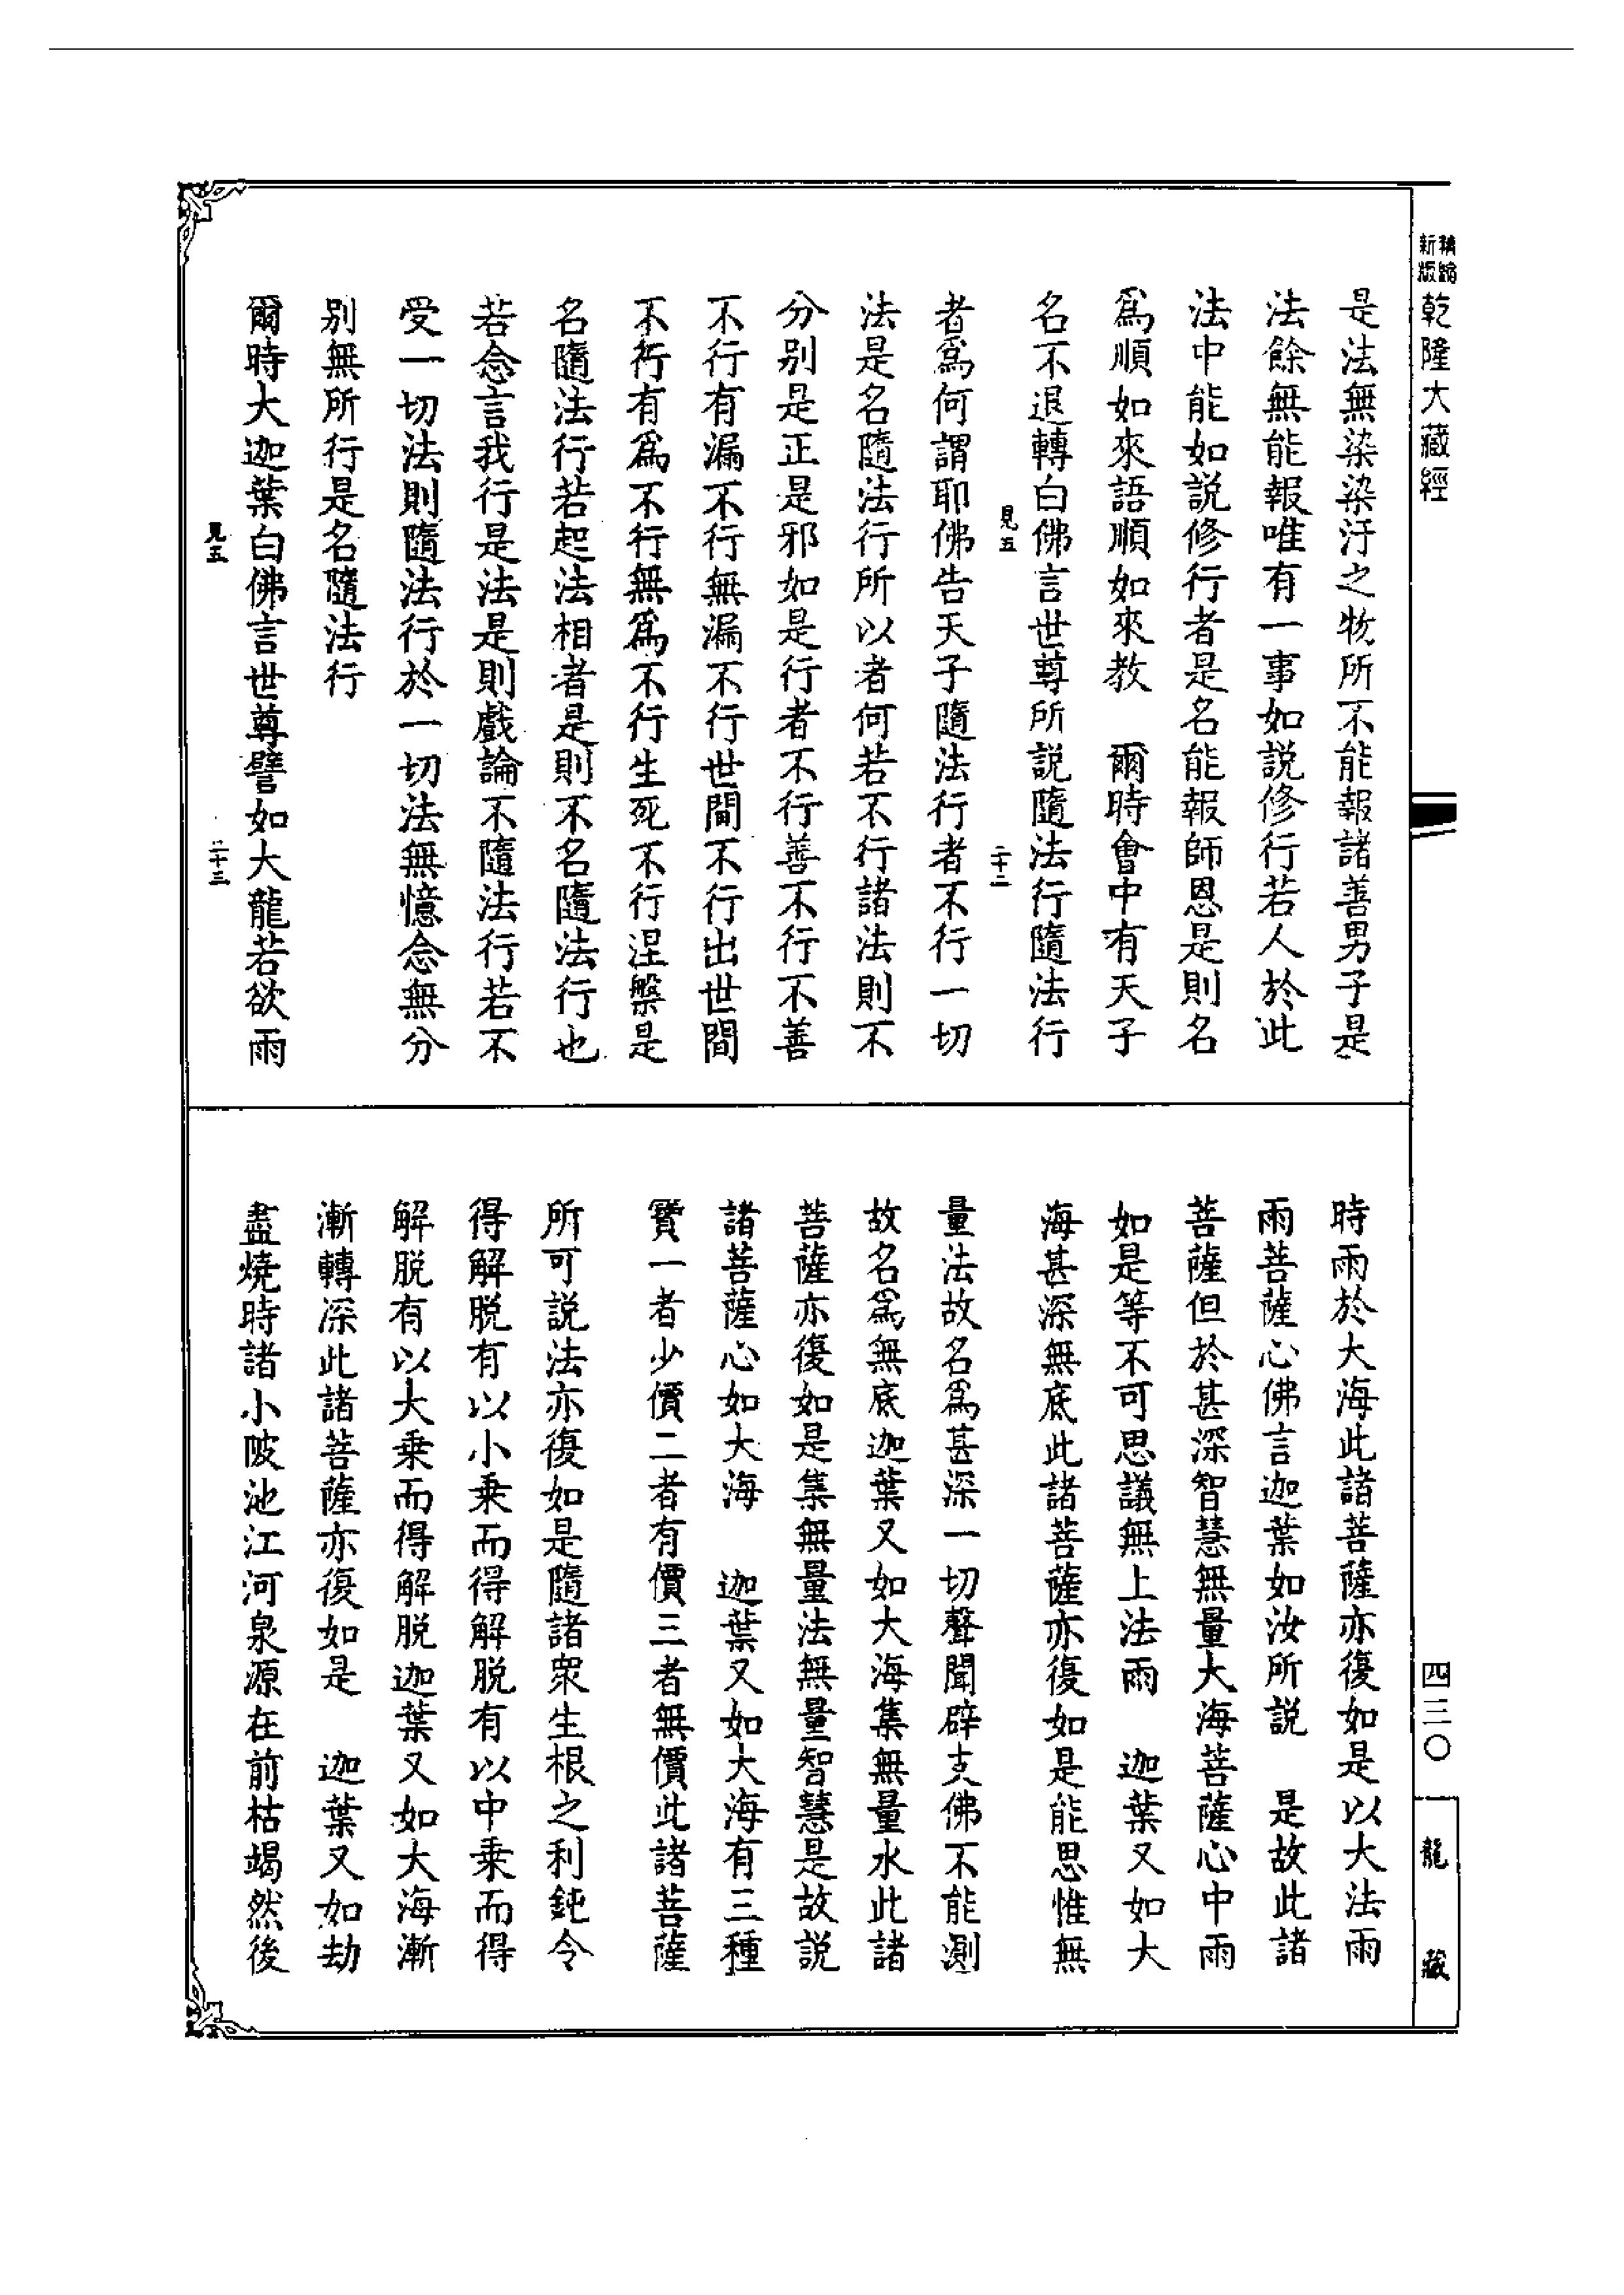 新版
精編
乾隆大藏經
四三〇
龍藏
是法無染染汙之物所不能報諸善男子是
法餘無能報唯有一事如説修行若人於此
法中能如説修行者是名能報師恩是則名
爲順如來語順如來教　爾時會中有天子
名不退轉白佛言世尊所説隨法行隨法行
見五
二十二
者爲何謂耶佛告天子隨法行者不行一切
法是名隨法行所以者何若不行諸法則不
分别是正是邪如是行者不行善不行不善
不行有漏不行無漏不行世間不行出世間
不行有爲不行無爲不行生死不行涅槃是
名隨法行若起法相者是則不名隨法行也
若念言我行是法是則戲論不隨法行若不
受一切法則隨法行於一切法無憶念無分
别無所行是名隨法行
爾時大迦葉白佛言世尊譬如大龍若欲雨
見五
二十三
時雨於大海此諸菩薩亦復如是以大法雨
雨菩薩心佛言迦葉如汝所説　是故此諸
菩薩但於甚深智慧無量大海菩薩心中雨
如是等不可思議無上法雨　迦葉又如大
海甚深無底此諸菩薩亦復如是能思惟無
量法故名爲甚深一切聲聞辟支佛不能測
故名爲無底迦葉又如大海集無量水此諸
菩薩亦復如是集無量法無量智慧是故説
諸菩薩心如大海　迦葉又如大海有三種
寳一者少價二者有價三者無價此諸菩薩
所可説法亦復如是隨諸衆生根之利鈍令
得解脱有以小乘而得解脱有以中乘而得
解脱有以大乘而得解脱迦葉又如大海漸
漸轉深此諸菩薩亦復如是　迦葉又如劫
盡燒時諸小陂池江河泉源在前枯竭然後